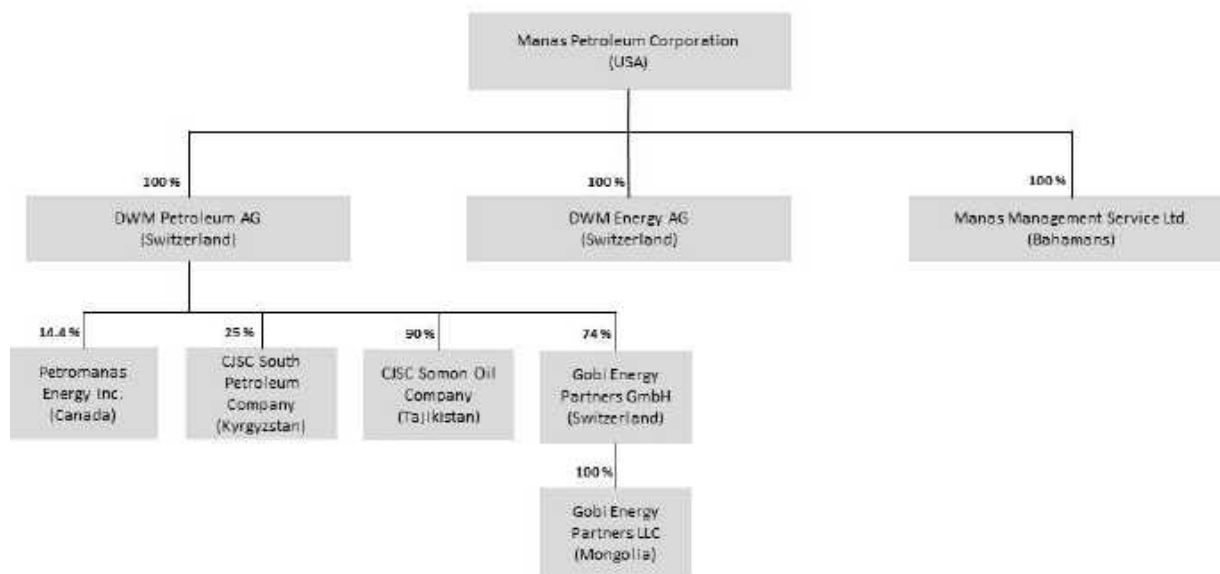 Manas Petroleum Corporation
(USA)
100%
100%
100%
DWM Petroleum AG
(Switzerland)
DWM Energy AG
(Switzerland)
Manas Management Service Ltd.
(Bahamans)
14.4%
25%
90%
74%
Petromanas
Energy Inc.
(Canada)
CJSC South
Petroleum
Company
(Kyrgyzstan)
CJSC Somon Oil
Company
(Tajikistan)
Gobi Energy
Partners GmbH
(Switzerland)
100%
Gobi Energy
Partners LLC
(Mongolia)